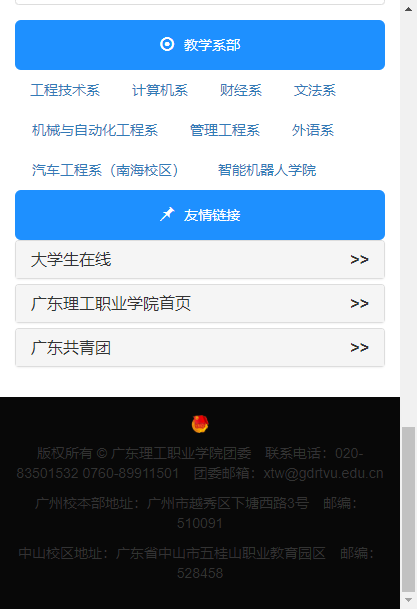 教学系部
工程技术系 计算机系 财经系 文法系
机械与自动化工程系 管理工程系 外语系
汽车工程系（南海校区） 智能机器人学院
友情链接
大学生在线 >>
广东理工职业学院首页 >>
广东共青团 >>
版权所有 © 广东理工职业学院团委 联系电话：020-
83501532 0760-89911501 团委邮箱：xtw@gdrtvu.edu.cn
广州校本部地址：广州市越秀区下塘西路3号 邮编：
510091
中山校区地址：广东省中山市五桂山职业教育园区 邮编：
528458